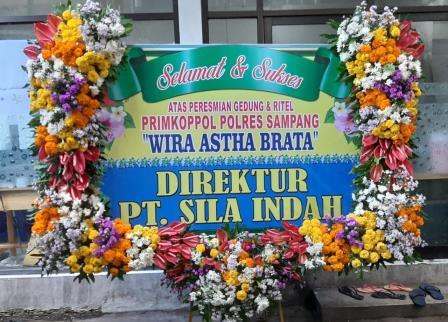 Selamat & Sukses
ATAS PERESMIAN GEDUNG & RITEL
PRIMKOPPOL POLRES SAMPANG
"WIRA ASTHA BRATA"
DIREKTUR
PT. SILA INDAH